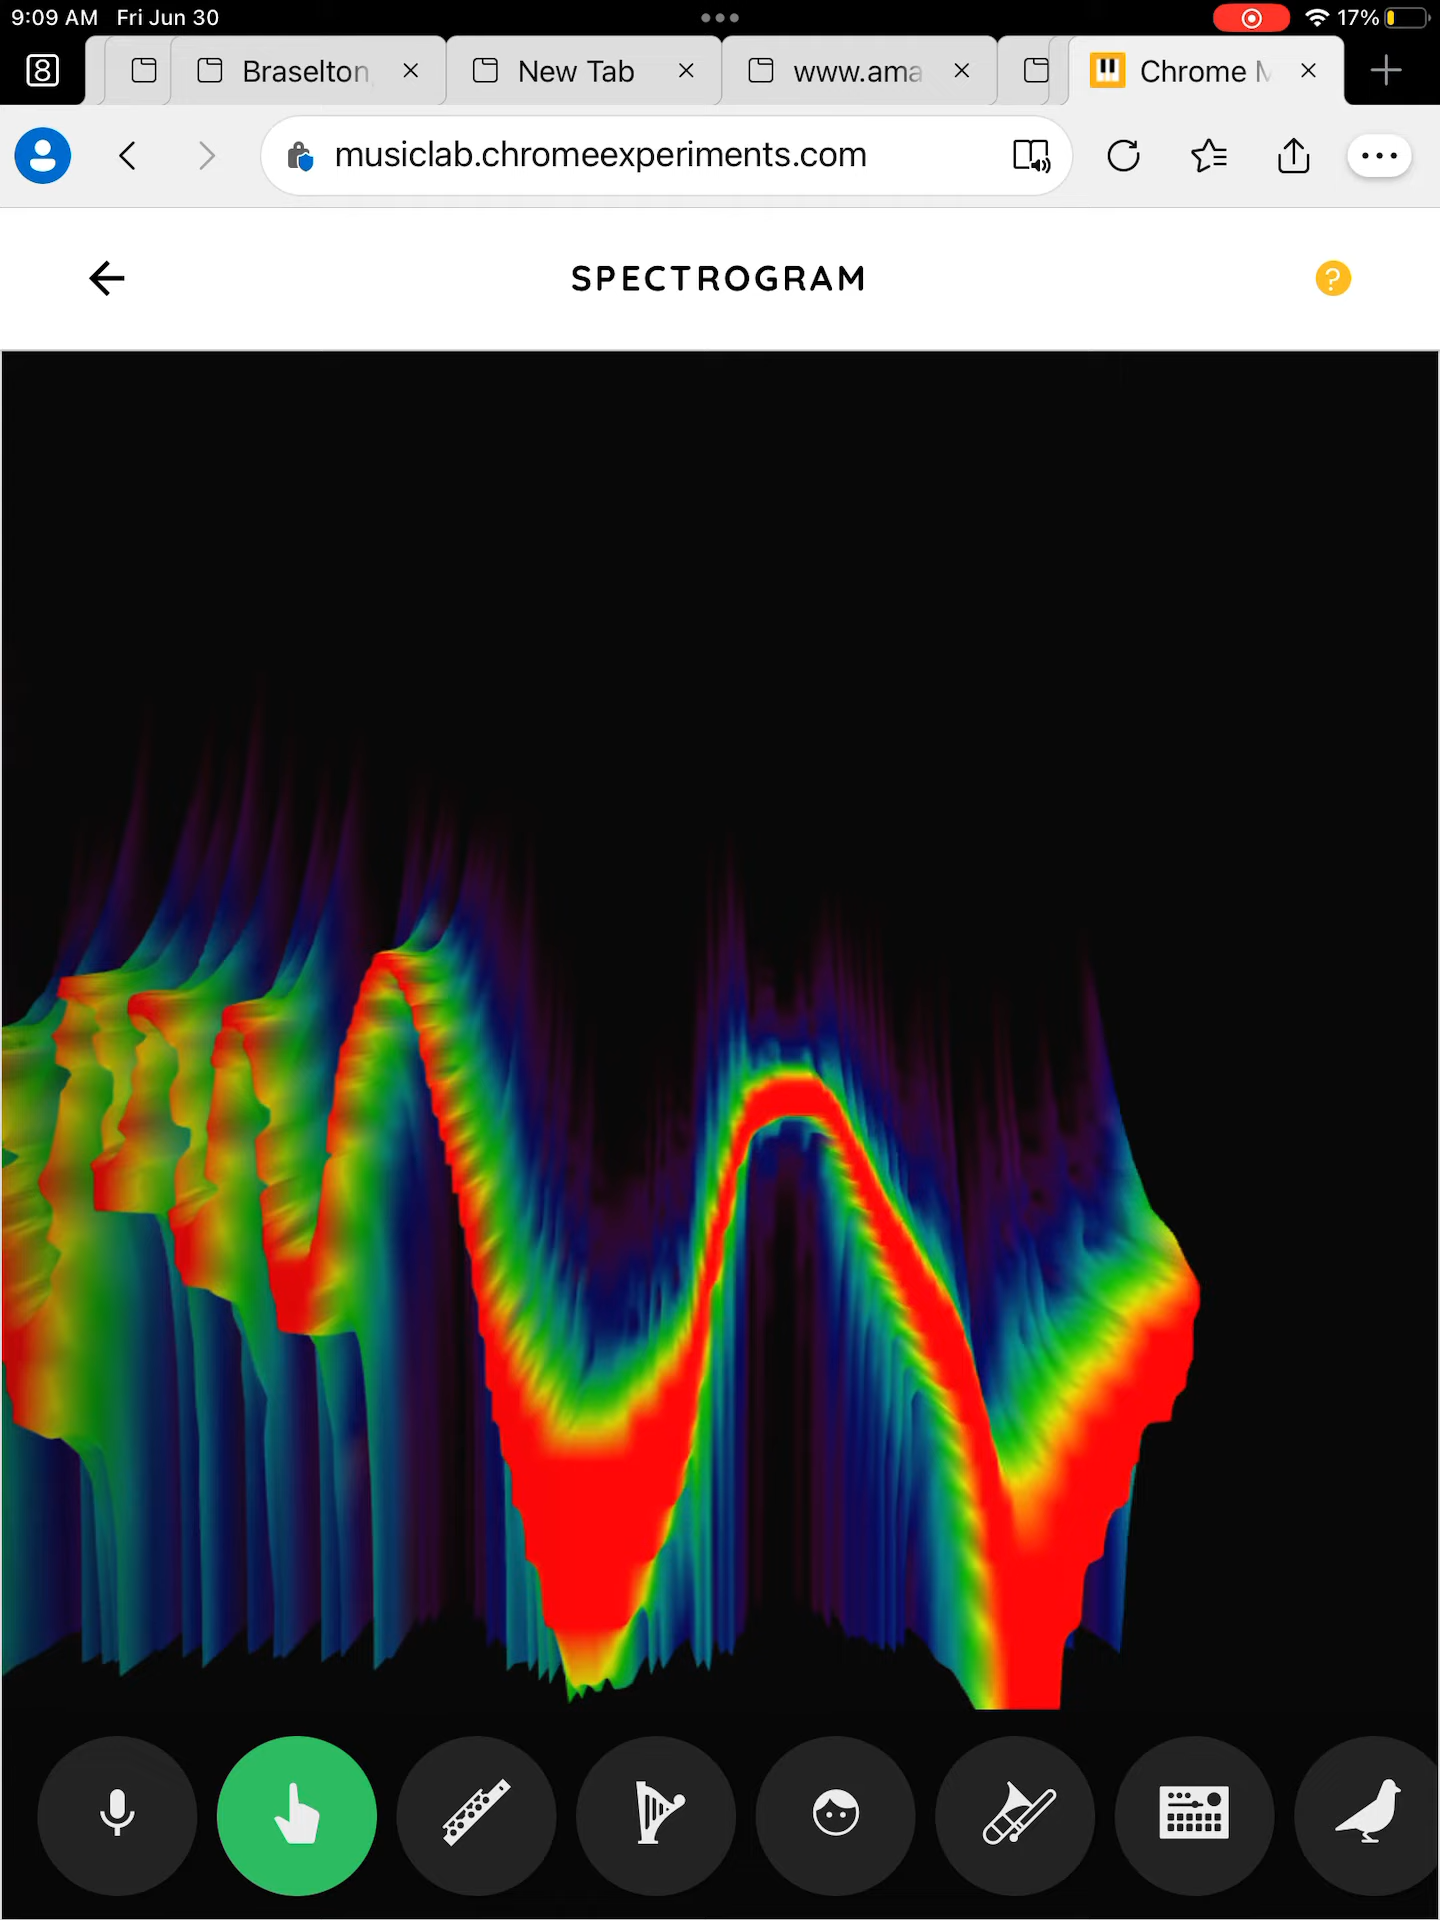 9:09 AM Fri Jun 30 17%
8 Braselton New Tab www.ama Chrome M
musiclab.chromeexperiments.com
SPECTROGRAM ?